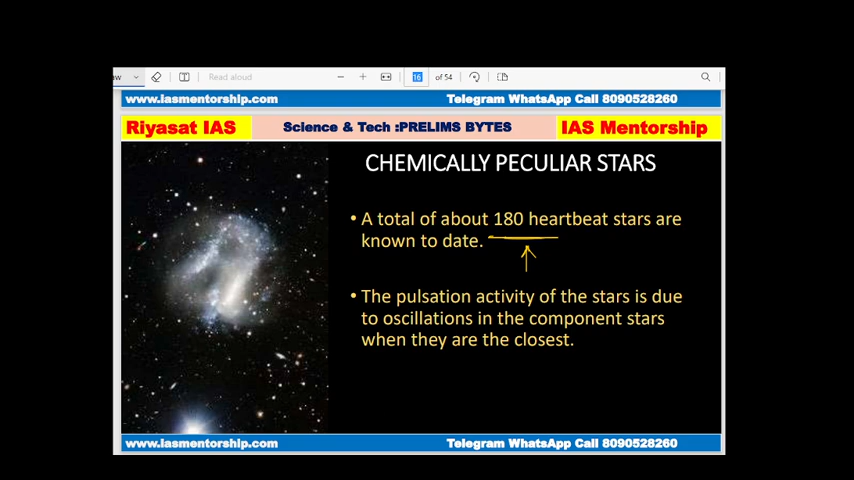 aw Read aloud 16 of 54
www.iasmentorship.com Telegram WhatsApp Call 8090528260
Riyasat IAS Science & Tech :PRELIMS BYTES IAS Mentorship
CHEMICALLY PECULIAR STARS
• A total of about 180 heartbeat stars are
known to date.
• The pulsation activity of the stars is due
to oscillations in the component stars
when they are the closest.
www.iasmentorship.com Telegram WhatsApp Call 8090528260